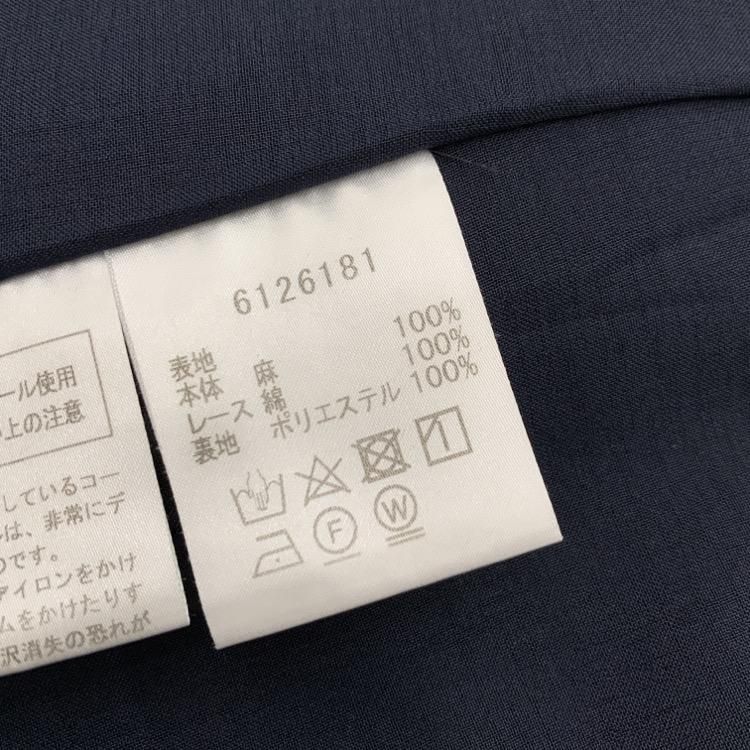 ール使用
上の注意
しているコー
は、非常にデ
つです。
アイロンをかけ
ムをかけたりす
沢消失の恐れが
6126181
表地
本体 麻 100%
レース 綿 100%
裏地 ポリエステル 100%
F W